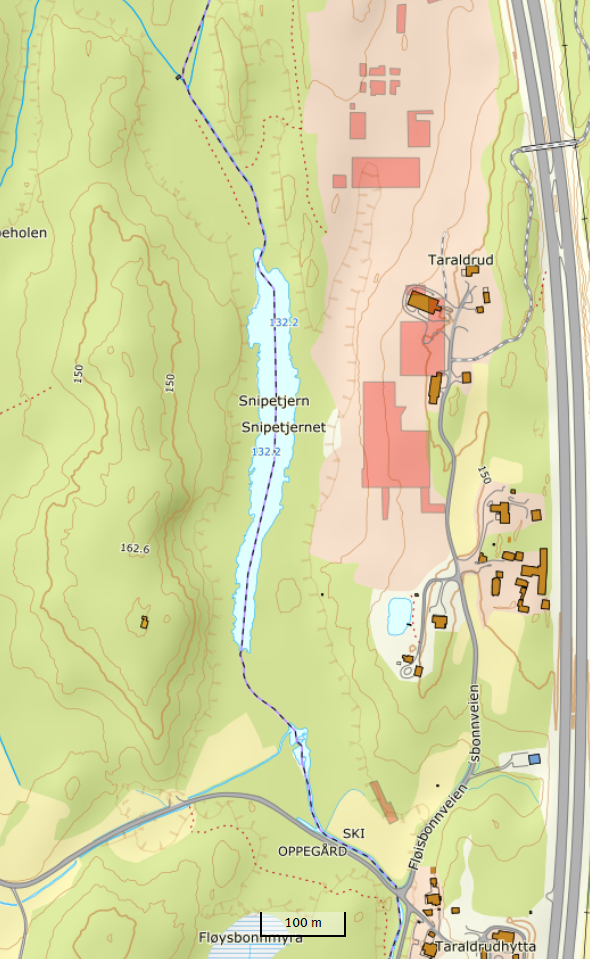 eholen
Taraldrud
132.2
150
150
Snipetjern
Snipetjernet
132.2
150
162.6
sbonnveien
Fløisbonnveien
SKI
OPPEGÅRD
100 m
Fløysbonnmyra
Taraldrudhytta